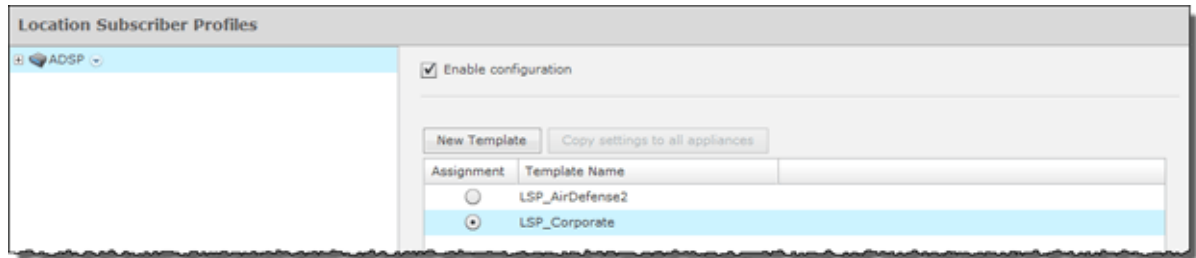 Location Subscriber Profiles
ADSP
Enable configuration
New Template Copy settings to all appliances
Assignment Template Name
LSP_AirDefense2
LSP_Corporate